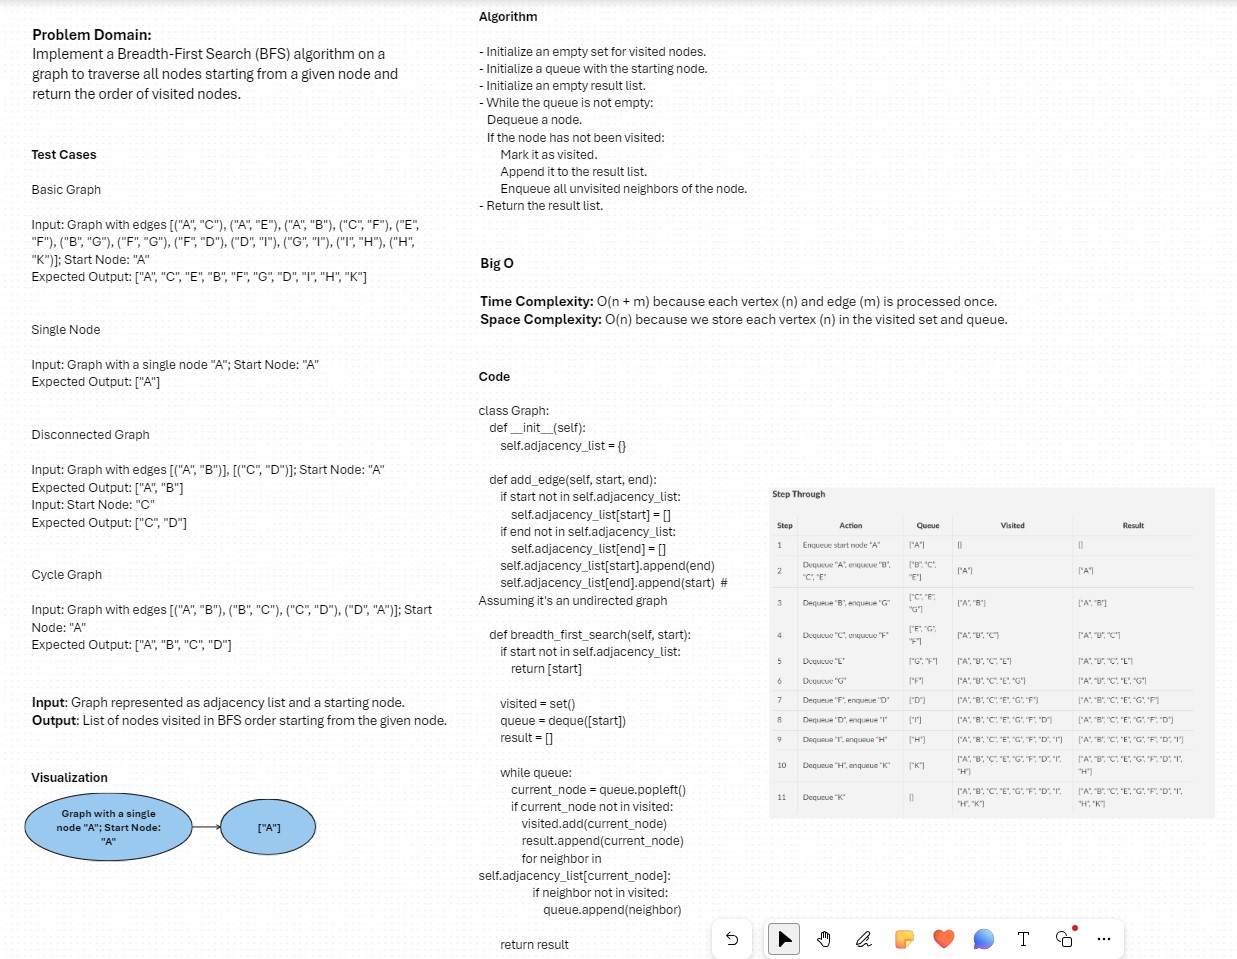 Problem Domain:
Implement a Breadth-First Search (BFS) algorithm on a
graph to traverse all nodes starting from a given node and
return the order of visited nodes.
Test Cases
Basic Graph
Input: Graph with edges [("A", "C"), ("A", "E"), ("A", "B"), ("C", "F"), ("E",
"F"), ("B", "G"), ("F", "G"), ("F", "D"), ("D", "I"), ("G", "I"), ("I", "H"), ("H",
"K")]; Start Node: "A"
Expected Output: ["A", "C", "E", "B", "F", "G", "D", "I", "H", "K"]
Single Node
Input: Graph with a single node "A"; Start Node: "A"
Expected Output: ["A"]
Disconnected Graph
Input: Graph with edges [("A", "B")], [("C", "D")]; Start Node: "A"
Expected Output: ["A", "B"]
Input: Start Node: "C"
Expected Output: ["C", "D"]
Cycle Graph
Input: Graph with edges [("A", "B"), ("B", "C"), ("C", "D"), ("D", "A")]; Start
Node: "A"
Expected Output: ["A", "B", "C", "D"]
Input: Graph represented as adjacency list and a starting node.
Output: List of nodes visited in BFS order starting from the given node.
Visualization
Graph with a single
node "A"; Start Node:
"A"
["A"]
Algorithm
- Initialize an empty set for visited nodes.
- Initialize a queue with the starting node.
- Initialize an empty result list.
- While the queue is not empty:
Dequeue a node.
If the node has not been visited:
Mark it as visited.
Append it to the result list.
Enqueue all unvisited neighbors of the node.
- Return the result list.
Big O
Time Complexity: O(n + m) because each vertex (n) and edge (m) is processed once.
Space Complexity: O(n) because we store each vertex (n) in the visited set and queue.
Code
class Graph:
def __init__(self):
self.adjacency_list = {}
def add_edge(self, start, end):
if start not in self.adjacency_list:
self.adjacency_list[start] = []
if end not in self.adjacency_list:
self.adjacency_list[end] = []
self.adjacency_list[start].append(end)
self.adjacency_list[end].append(start) #
Assuming it's an undirected graph
def breadth_first_search(self, start):
if start not in self.adjacency_list:
return [start]
visited = set()
queue = deque([start])
result = []
while queue:
current_node = queue.popleft()
if current_node not in visited:
visited.add(current_node)
result.append(current_node)
for neighbor in
self.adjacency_list[current_node]:
if neighbor not in visited:
queue.append(neighbor)
return result
Step Through
Step Action Queue Visited Result
1 Enqueue start node "A" ["A"] {} []
2 Dequeue "A", enqueue "B", "C", "E" ["B", "C", "E"] {"A"} ["A"]
3 Dequeue "B", enqueue "G" ["C", "E", "G"] {"A", "B"} ["A", "B"]
4 Dequeue "C", enqueue "F" ["E", "G", "F"] {"A", "B", "C"} ["A", "B", "C"]
5 Dequeue "E" ["G", "F"] {"A", "B", "C", "E"} ["A", "B", "C", "E"]
6 Dequeue "G" ["F"] {"A", "B", "C", "E", "G"} ["A", "B", "C", "E", "G"]
7 Dequeue "F", enqueue "D" ["D"] {"A", "B", "C", "E", "G", "F"} ["A", "B", "C", "E", "G", "F"]
8 Dequeue "D", enqueue "I" ["I"] {"A", "B", "C", "E", "G", "F", "D"} ["A", "B", "C", "E", "G", "F", "D"]
9 Dequeue "I", enqueue "H" ["H"] {"A", "B", "C", "E", "G", "F", "D", "I"} ["A", "B", "C", "E", "G", "F", "D", "I"]
10 Dequeue "H", enqueue "K" ["K"] {"A", "B", "C", "E", "G", "F", "D", "I", "H"} ["A", "B", "C", "E", "G", "F", "D", "I", "H"]
11 Dequeue "K" [] {"A", "B", "C", "E", "G", "F", "D", "I", "H", "K"} ["A", "B", "C", "E", "G", "F", "D", "I", "H", "K"]
T